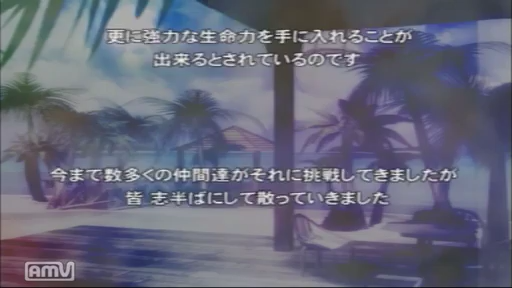 更に強力な生命力を手に入れることが
出来るとされているのです
今まで数多くの仲間達がそれに挑戦してきましたが
皆 志半ばにして散っていきました
AMV